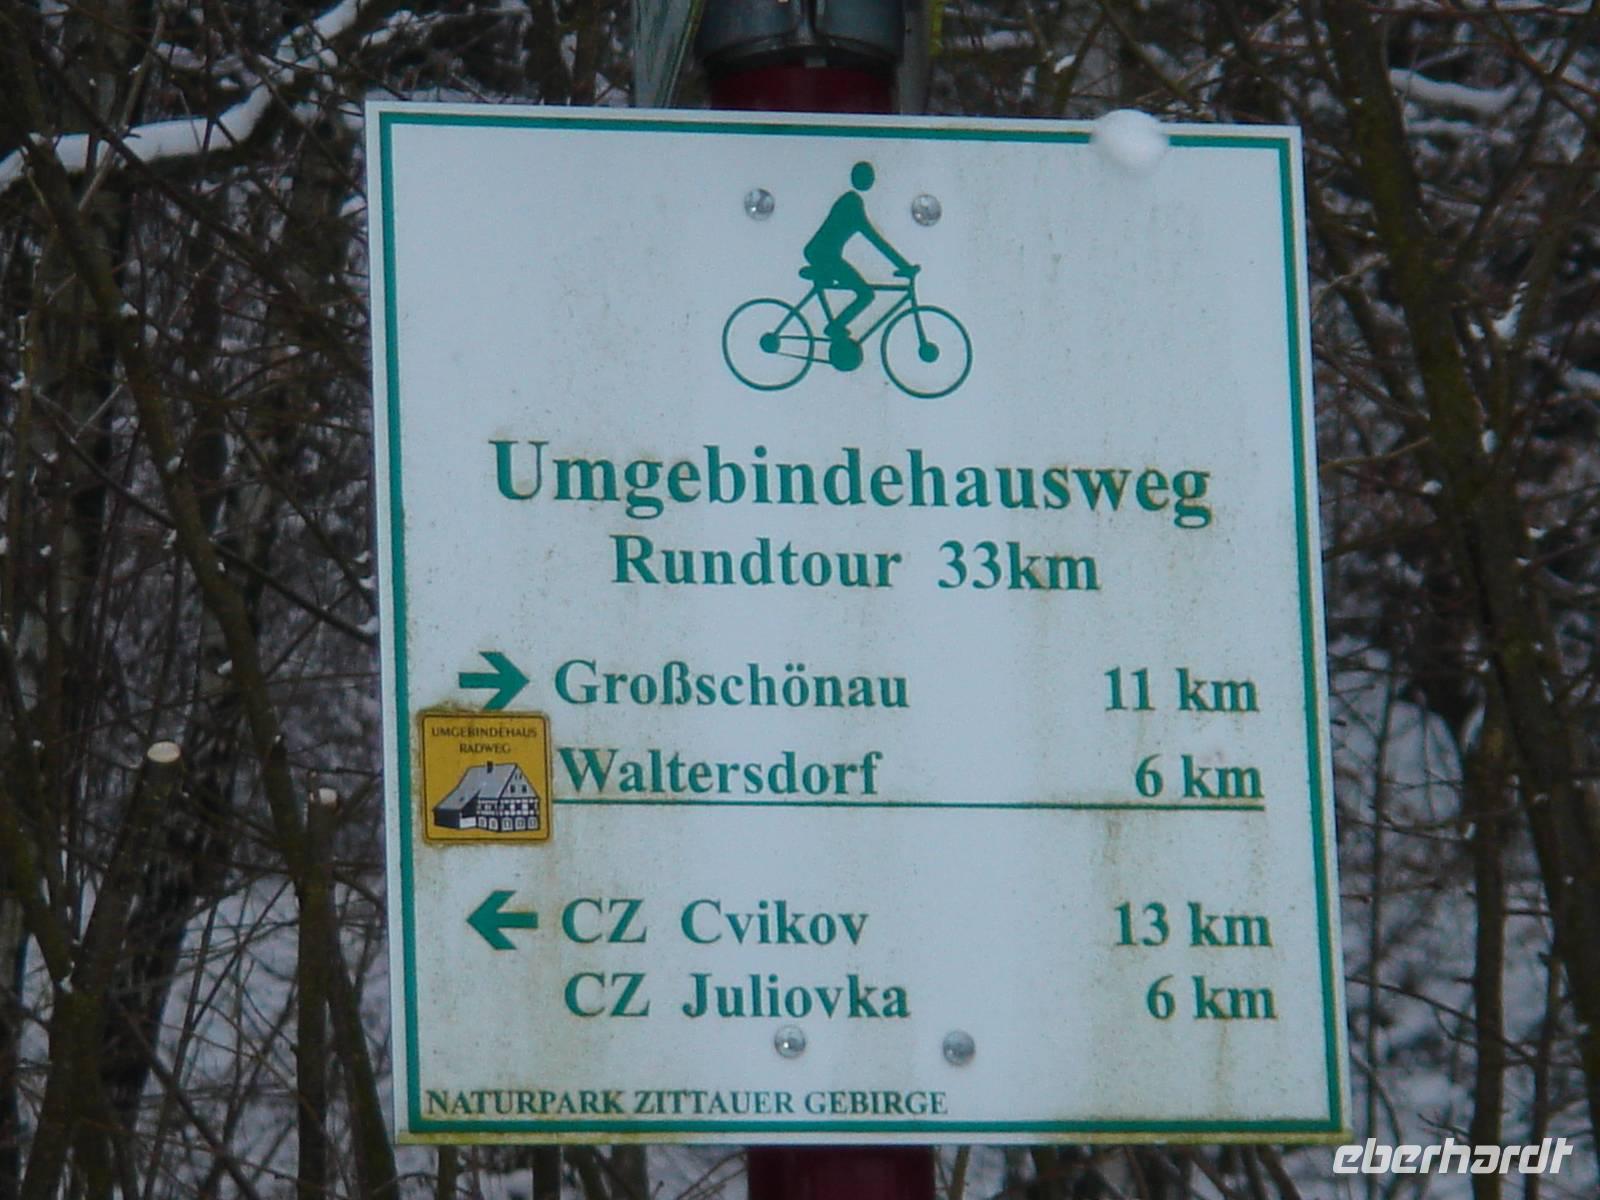 Umgebindehausweg
Rundtour 33km
Großschönau 11 km
UMGEBINDEHAUS
RADWEG
Waltersdorf 6 km
CZ Cvikov 13 km
CZ Juliovka 6 km
NATURPARK ZITTAUER GEBIRGE
eberhardt